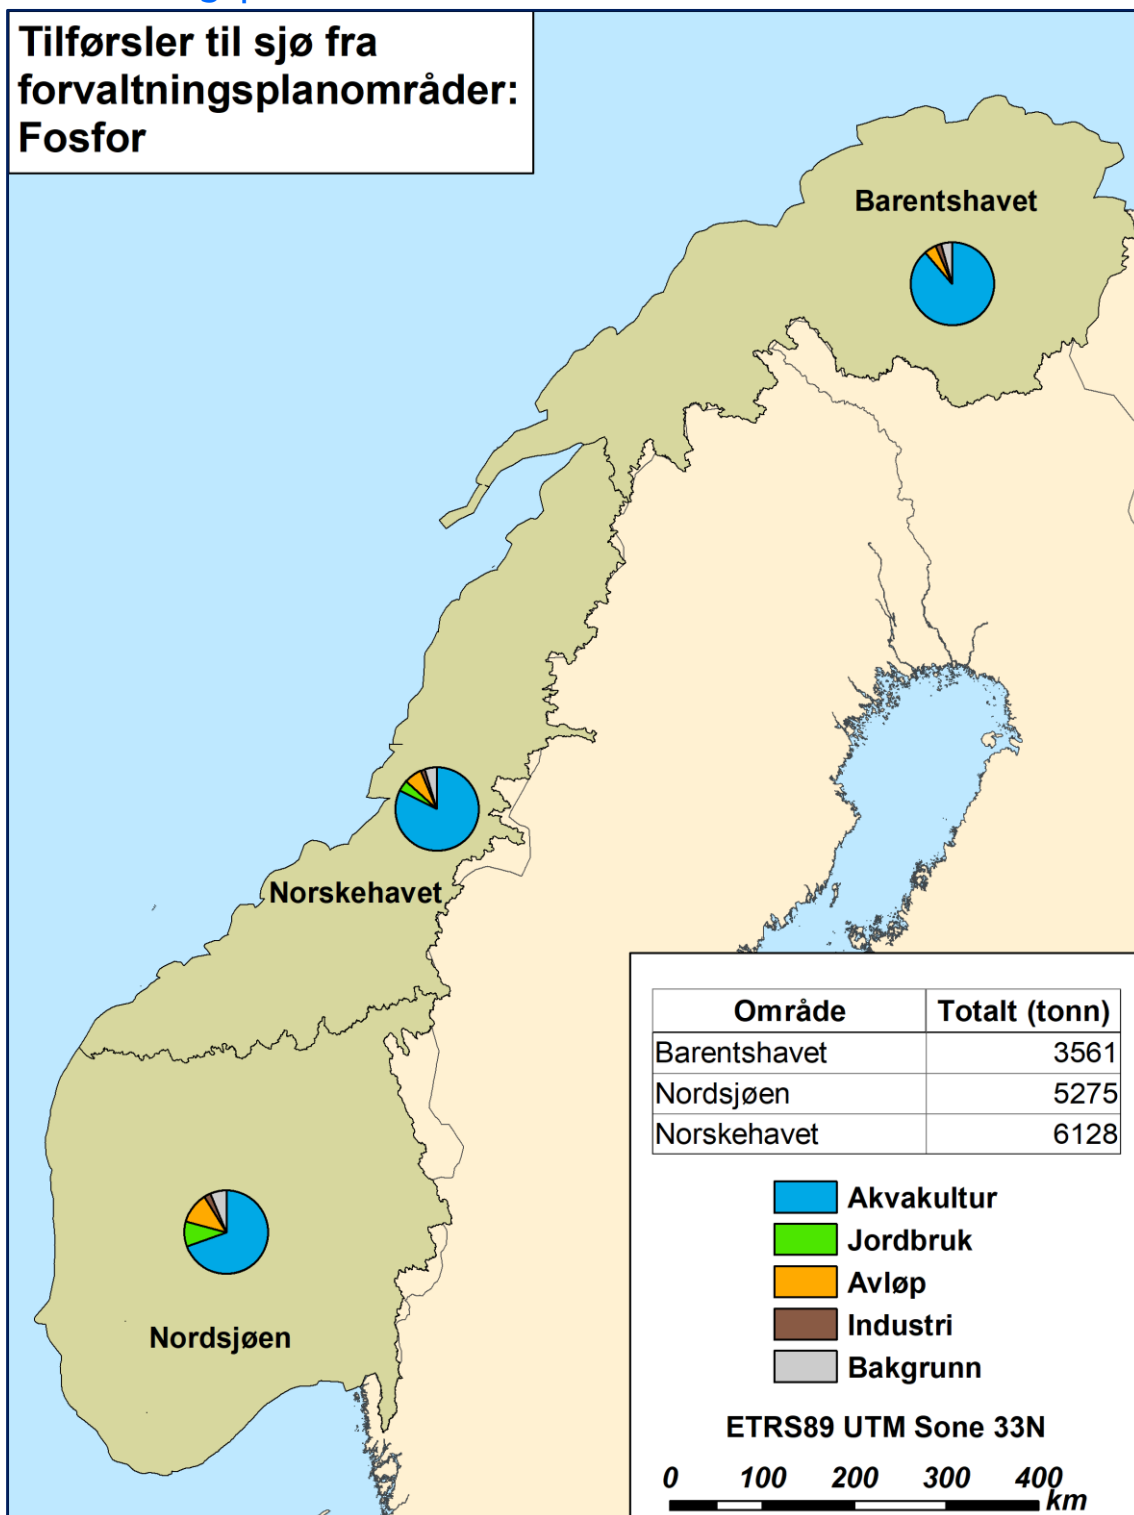 Tilførsler til sjø fra
forvaltningsplanområder:
Fosfor
Barentshavet
Norskehavet
Nordsjøen
Område Totalt (tonn)
Barentshavet 3561
Nordsjøen 5275
Norskehavet 6128
Akvakultur
Jordbruk
Avløp
Industri
Bakgrunn
ETRS89 UTM Sone 33N
0 100 200 300 400
km